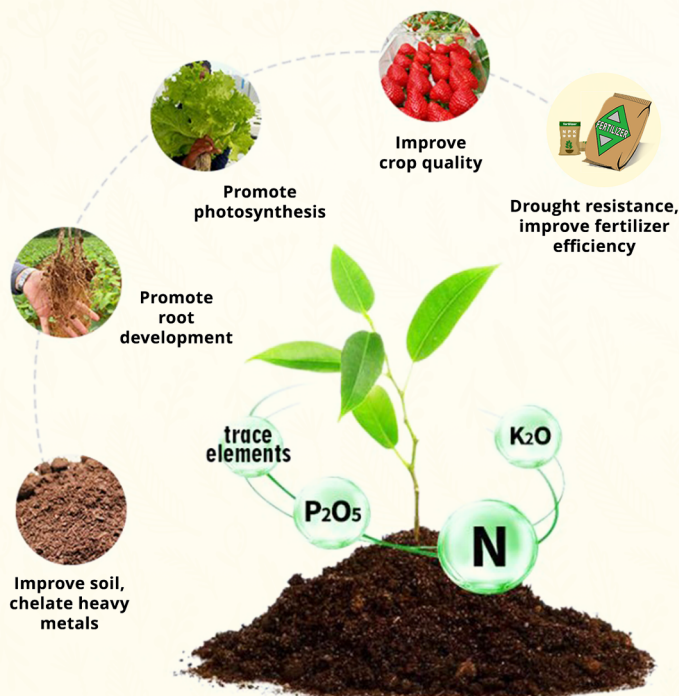 Improve
crop quality
FERTILIZER
Drought resistance,
improve fertilizer
efficiency
Promote
photosynthesis
Promote
root
development
trace
elements
K2O
P2O5
N
Improve soil,
chelate heavy
metals